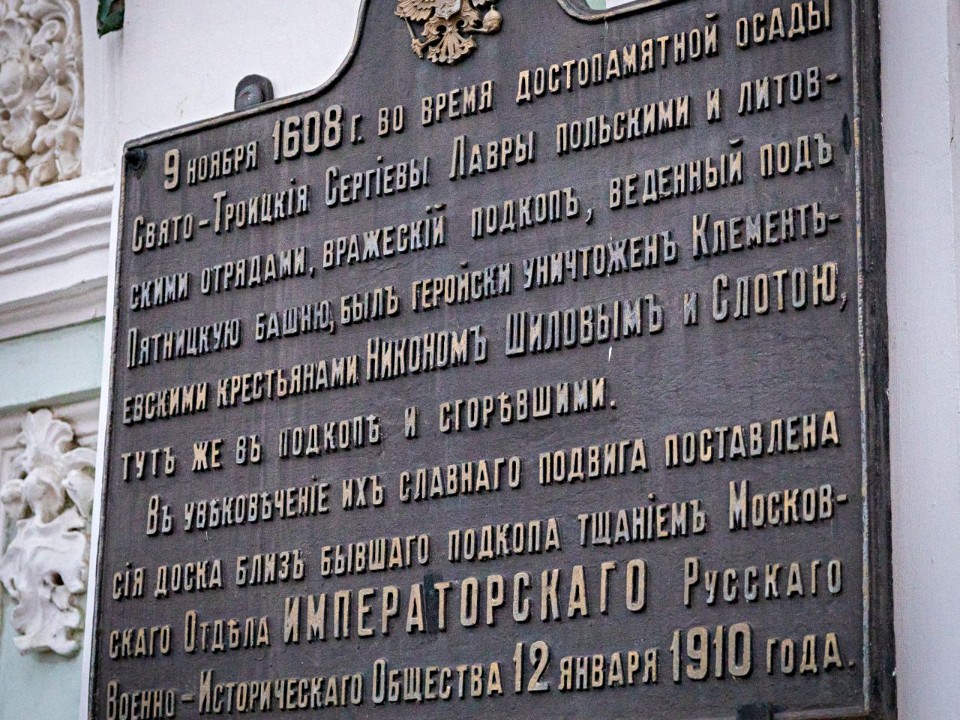 9 ноября 1608 г. во время достопамятной осады
Свято-Троицкія Сергіевы Лавры польскими и литов-
скими отрядами, вражескій подкопъ, веденный подъ
Пятницкую башню, былъ геройски уничтоженъ Клементь-
евскими крестьянами Никономъ Шиловымъ и Слотою,
тутъ же въ подкопѣ и сгорѣвшими.
Въ увѣковѣченіе ихъ славнаго подвига поставлена
сія доска близъ бывшаго подкопа тщаніемъ Москов-
скаго Отдѣла ИМПЕРАТОРСКАГО Русскаго
Военно-Историческаго Общества 12 января 1910 года.